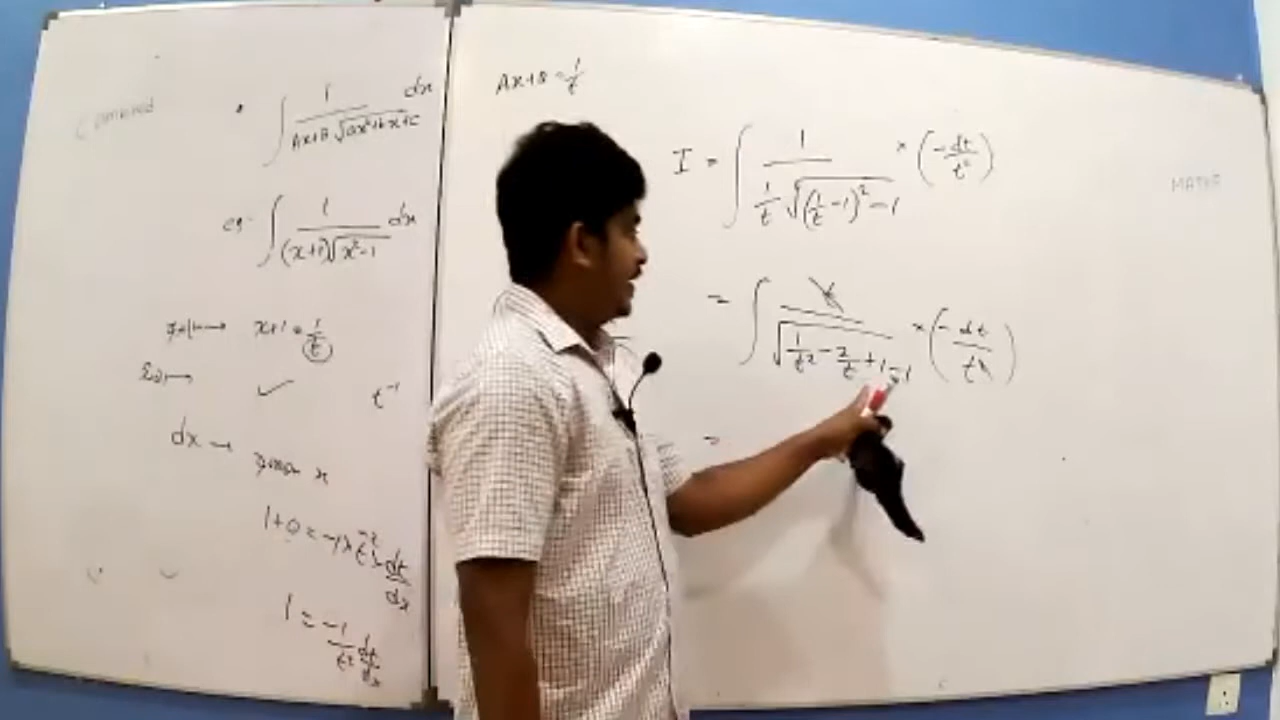 Combined
• ∫ 1/(Ax+B √(ax²+bx+c)) dx
eg- ∫ 1/((x+1)√(x²-1)) dx
x+1 = 1/t
t⁻¹
dx →
x
1+0 = -1 × t⁻² × dt/dx
1 = -1/t² dt/dx
Ax+B = 1/t
I = ∫ 1/(1/t √((1/t -1)² -1)) × (-dt/t²)
= ∫ t/√(1/t² - 2/t + 1 - 1) × (-dt/t²)
=
MATHS